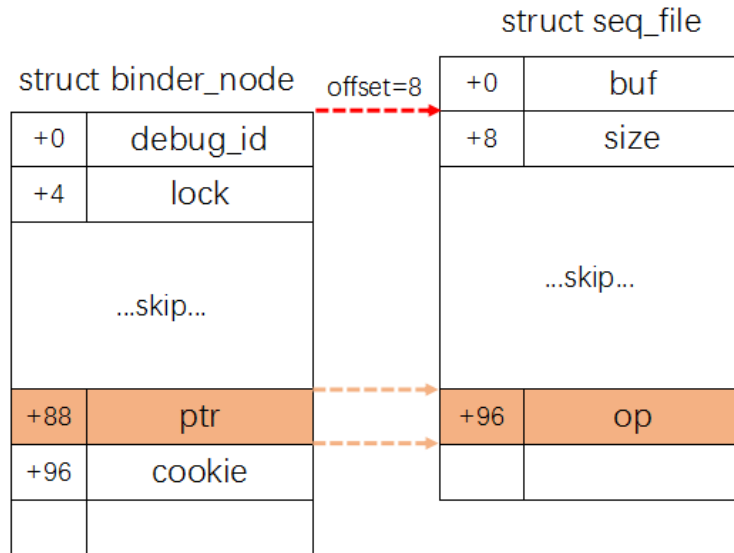 struct seq_file
struct binder_node
offset=8
+0 buf
+0 debug_id
+8 size
+4 lock
...skip...
...skip...
+88 ptr
+96 op
+96 cookie